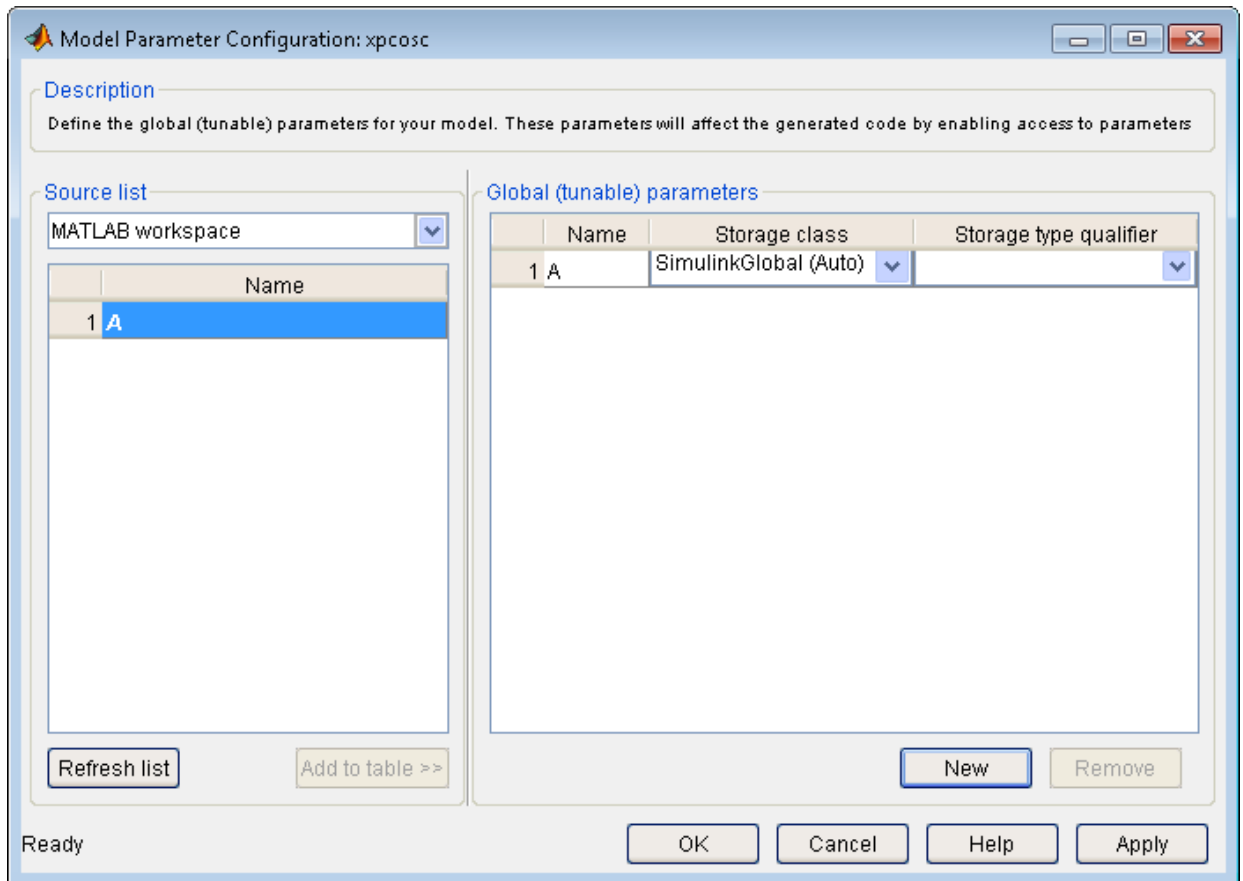 Model Parameter Configuration: xpcosc
Description
Define the global (tunable) parameters for your model. These parameters will affect the generated code by enabling access to parameters
Source list
MATLAB workspace
Name
1 A
Refresh list
Add to table >>
Global (tunable) parameters
Name Storage class Storage type qualifier
1 A SimulinkGlobal (Auto)
New Remove
Ready
OK Cancel Help Apply